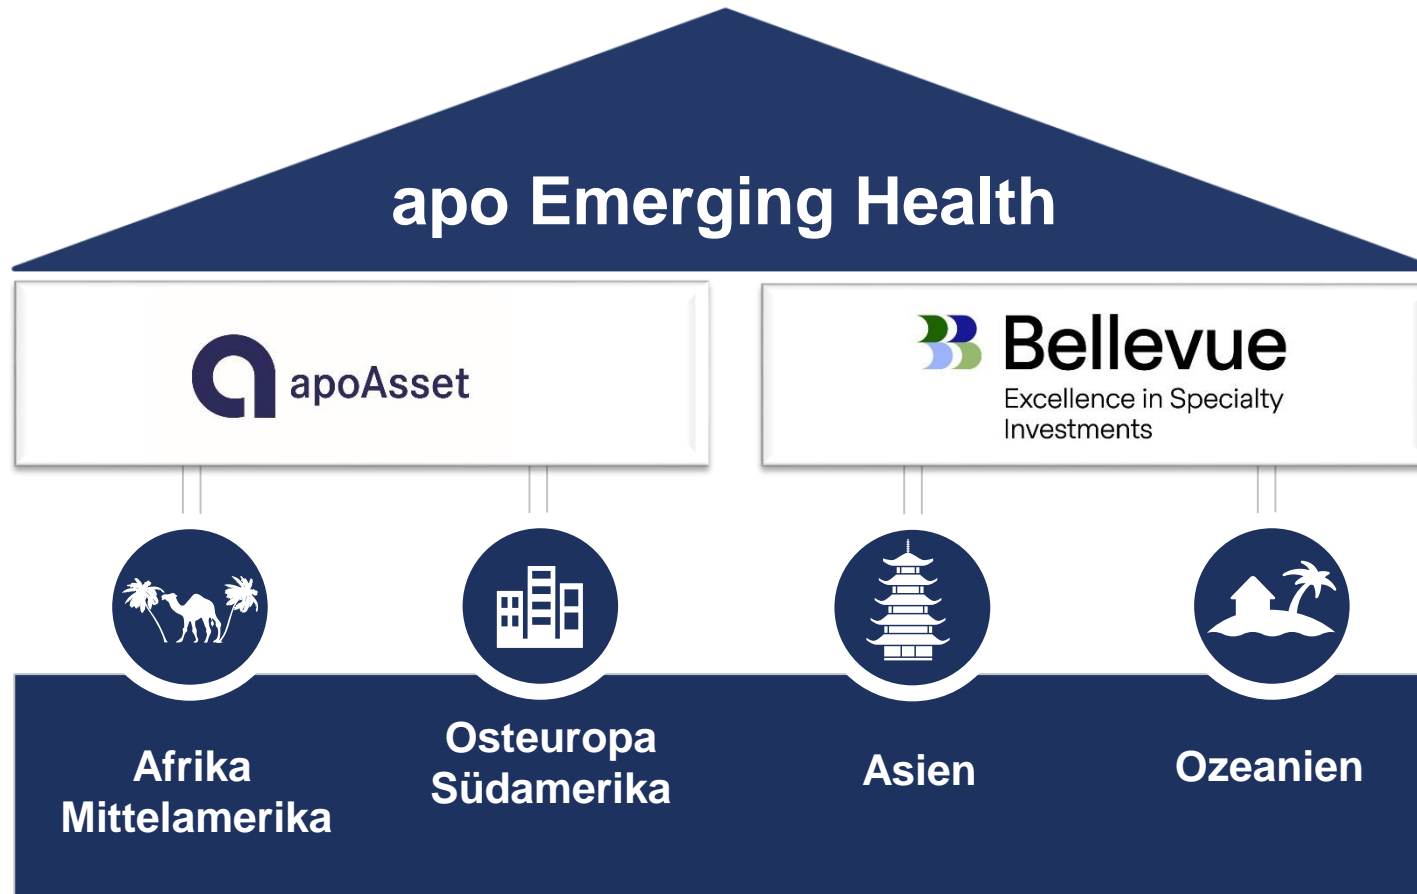 apo Emerging Health
apoAsset
Bellevue
Excellence in Specialty
Investments
Afrika
Mittelamerika
Osteuropa
Südamerika
Asien
Ozeanien